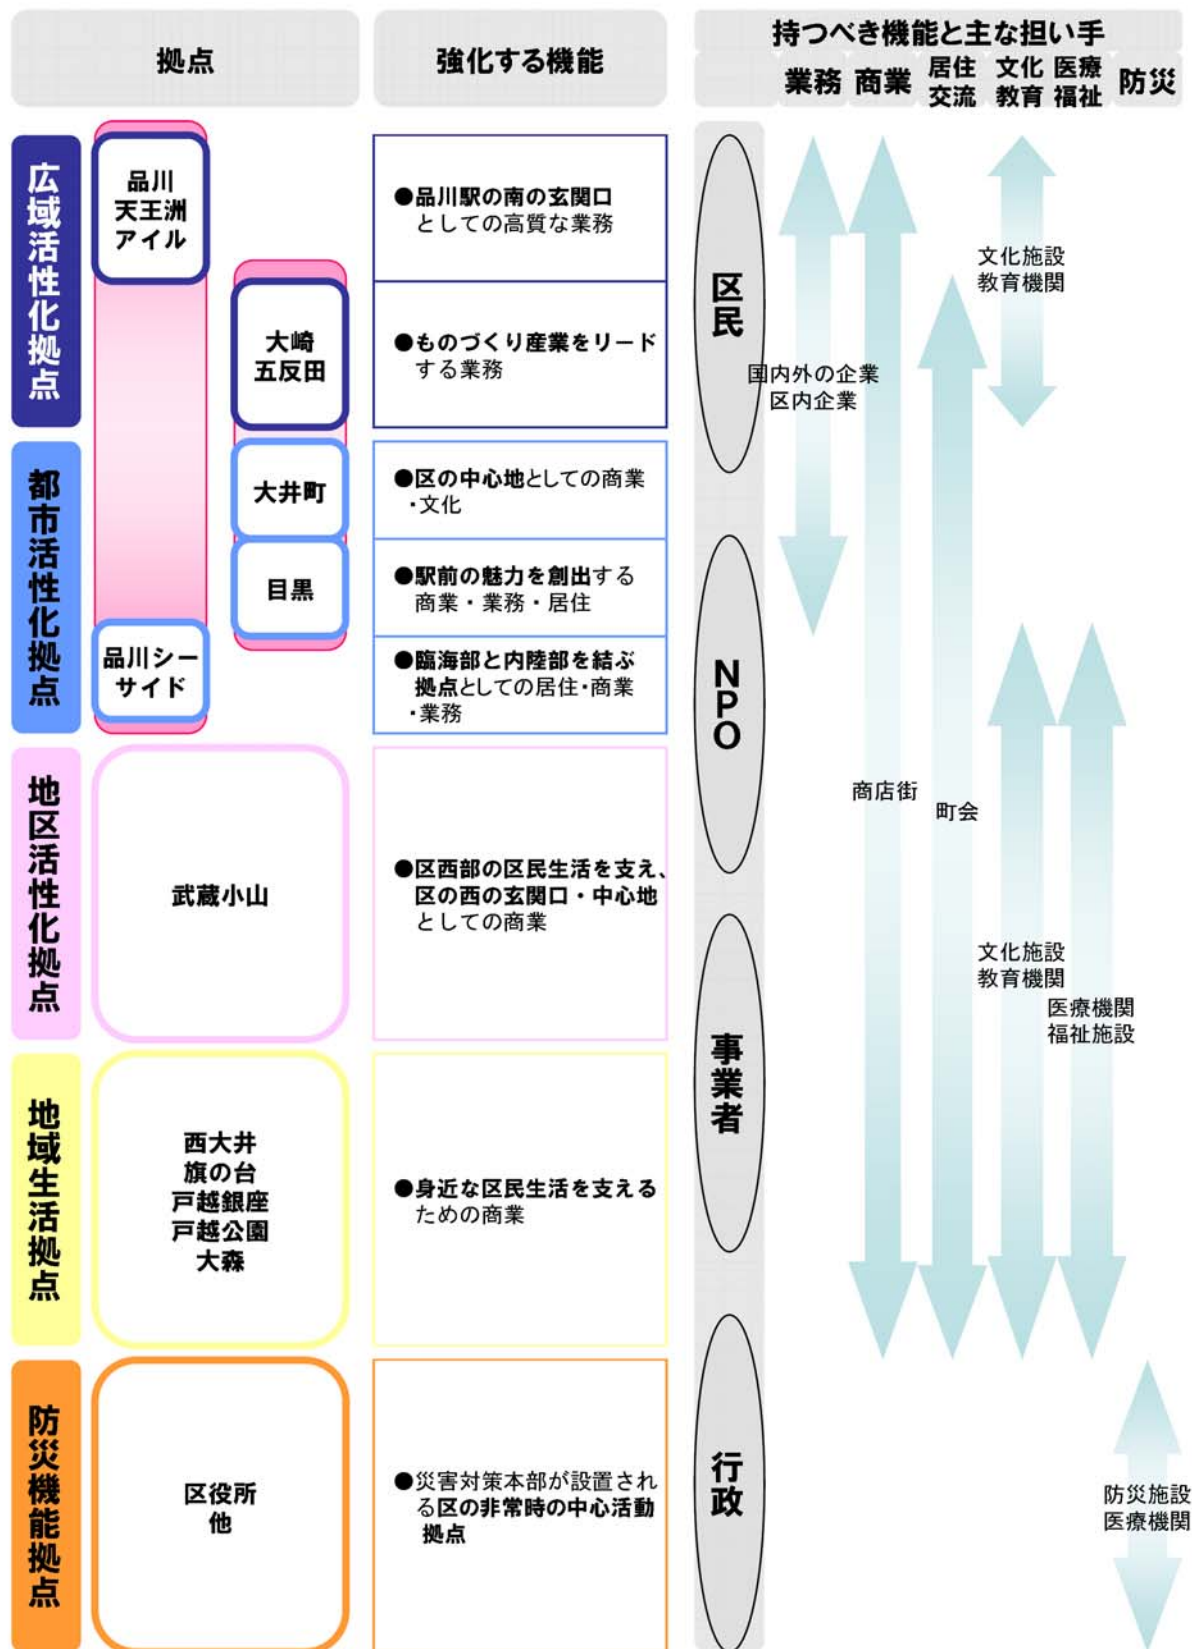 拠点
強化する機能
持つべき機能と主な担い手
業務
商業
居住
交流
文化
教育
医療
福祉
防災
広域活性化拠点
品川
天王洲
アイル
●品川駅の南の玄関口
としての高質な業務
大崎
五反田
●ものづくり産業をリード
する業務
都市活性化拠点
大井町
●区の中心地としての商業
・文化
目黒
●駅前の魅力を創出する
商業・業務・居住
品川シー
サイド
●臨海部と内陸部を結ぶ
拠点としての居住・商業
・業務
地区活性化拠点
武蔵小山
●区西部の区民生活を支え、
区の西の玄関口・中心地
としての商業
地域生活拠点
西大井
旗の台
戸越銀座
戸越公園
大森
●身近な区民生活を支える
ための商業
防災機能拠点
区役所
他
●災害対策本部が設置され
る区の非常時の中心活動
拠点
区民
NPO
事業者
行政
国内外の企業
区内企業
商店街
町会
文化施設
教育機関
文化施設
教育機関
医療機関
福祉施設
防災施設
医療機関